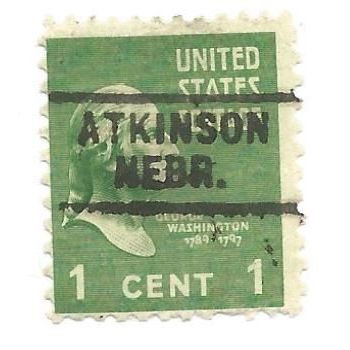 UNITED
STATES
ATKINSON
NEBR.
WASHINGTON
1789-1797
1 CENT 1